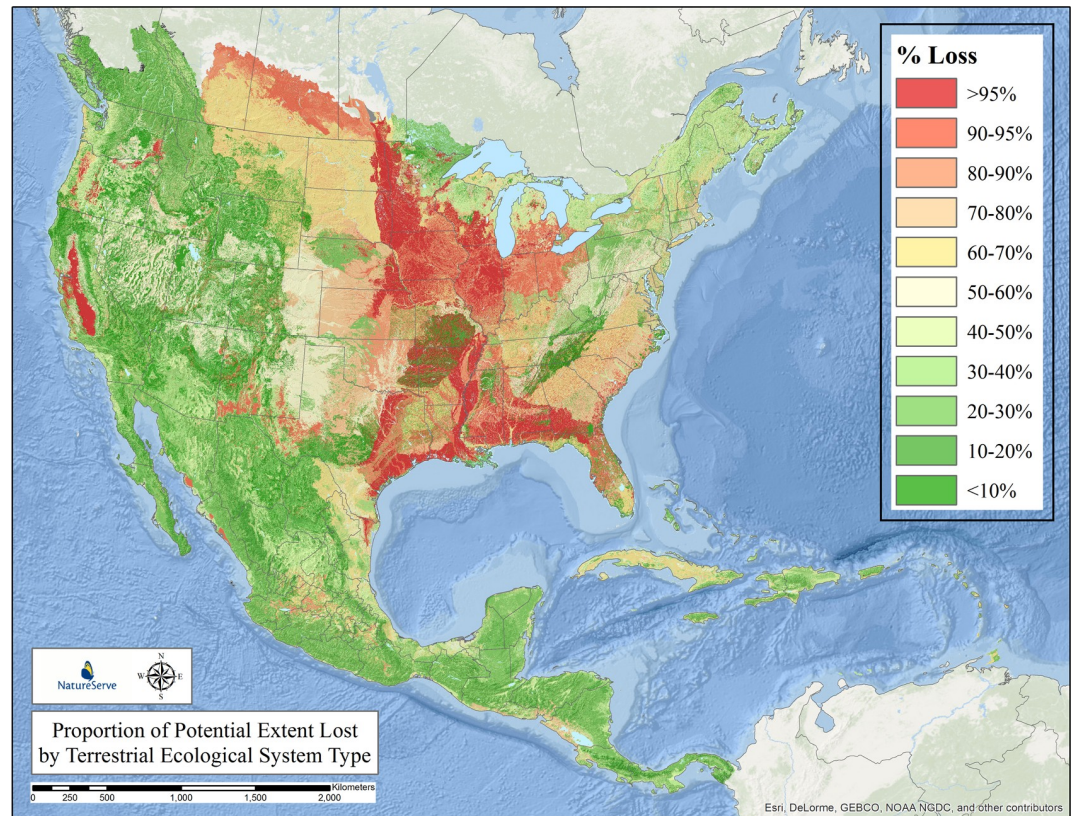 % Loss
>95%
90-95%
80-90%
70-80%
60-70%
50-60%
40-50%
30-40%
20-30%
10-20%
<10%
NatureServe
N
W
E
S
Proportion of Potential Extent Lost
by Terrestrial Ecological System Type
Kilometers
0 250 500 1,000 1,500 2,000
Esri, DeLorme, GEBCO, NOAA NGDC, and other contributors